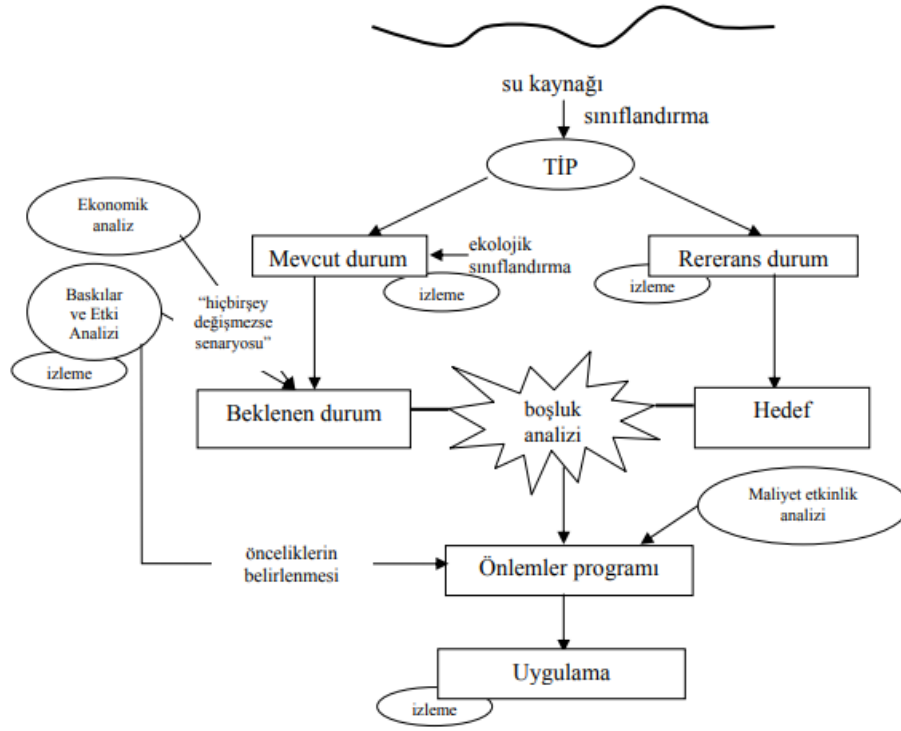 su kaynağı
sınıflandırma
TİP
Ekonomik
analiz
Mevcut durum
ekolojik
sınıflandırma
izleme
Rererans durum
izleme
Baskılar
ve Etki
Analizi
izleme
“hiçbirşey
değişmezse
senaryosu”
Beklenen durum
boşluk
analizi
Hedef
Maliyet etkinlik
analizi
önceliklerin
belirlenmesi
Önlemler programı
Uygulama
izleme